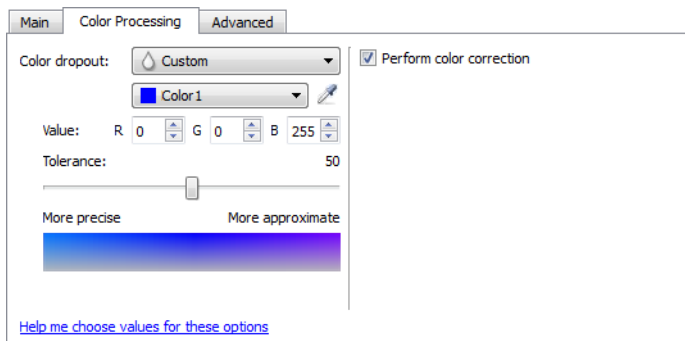 Main Color Processing Advanced
Color dropout: Custom Perform color correction
Color1
Value: R 0 G 0 B 255
Tolerance: 50
More precise More approximate
Help me choose values for these options